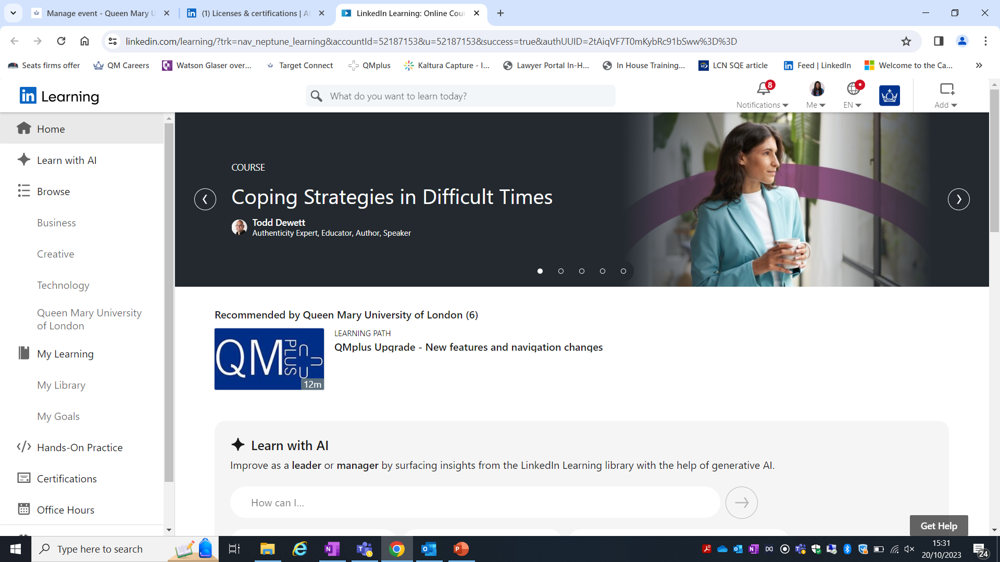 Manage event - Queen Mary U
(1) Licenses & certifications | A
LinkedIn Learning: Online Cour
linkedin.com/learning/?trk=nav_neptune_learning&accountId=52187153&u=52187153&success=true&authUUID=2tAiqVF7T0mKybRc91bSww%3D%3D
Seats firms offer
QM Careers
Watson Glaser over...
Target Connect
QMplus
Kaltura Capture - I...
Lawyer Portal In-H...
In House Training...
LCN SQE article
Feed | LinkedIn
Welcome to the Ca...
in Learning
What do you want to learn today?
8
Notifications
Me
EN
Add
Home
Learn with AI
Browse
Business
Creative
Technology
Queen Mary University
of London
My Learning
My Library
My Goals
Hands-On Practice
Certifications
Office Hours
COURSE
Coping Strategies in Difficult Times
Todd Dewett
Authenticity Expert, Educator, Author, Speaker
Recommended by Queen Mary University of London (6)
QM PLUS
12m
LEARNING PATH
QMplus Upgrade - New features and navigation changes
Learn with AI
Improve as a leader or manager by surfacing insights from the LinkedIn Learning library with the help of generative AI.
How can I...
Get Help
Type here to search
15:31
20/10/2023
24